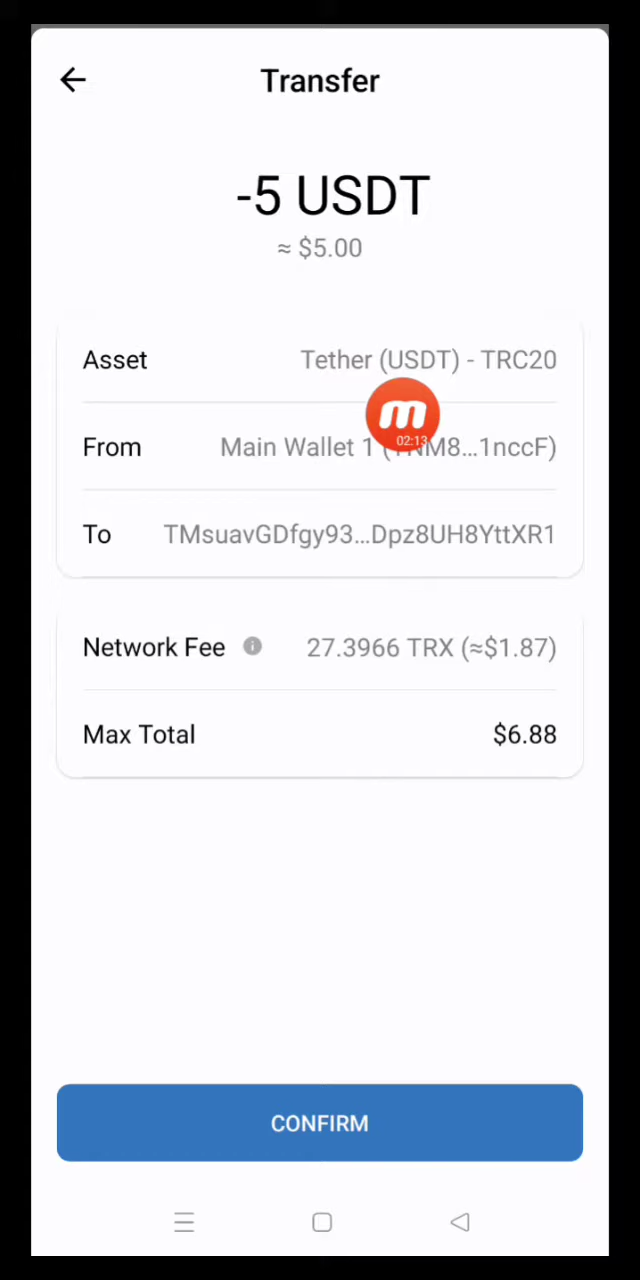 Transfer
-5 USDT
≈ $5.00
Asset Tether (USDT) - TRC20
m
02:13
From Main Wallet 1 (TNM8...1nccF)
To TMsuavGDfgy93...Dpz8UH8YttXR1
Network Fee 27.3966 TRX (≈$1.87)
Max Total $6.88
CONFIRM